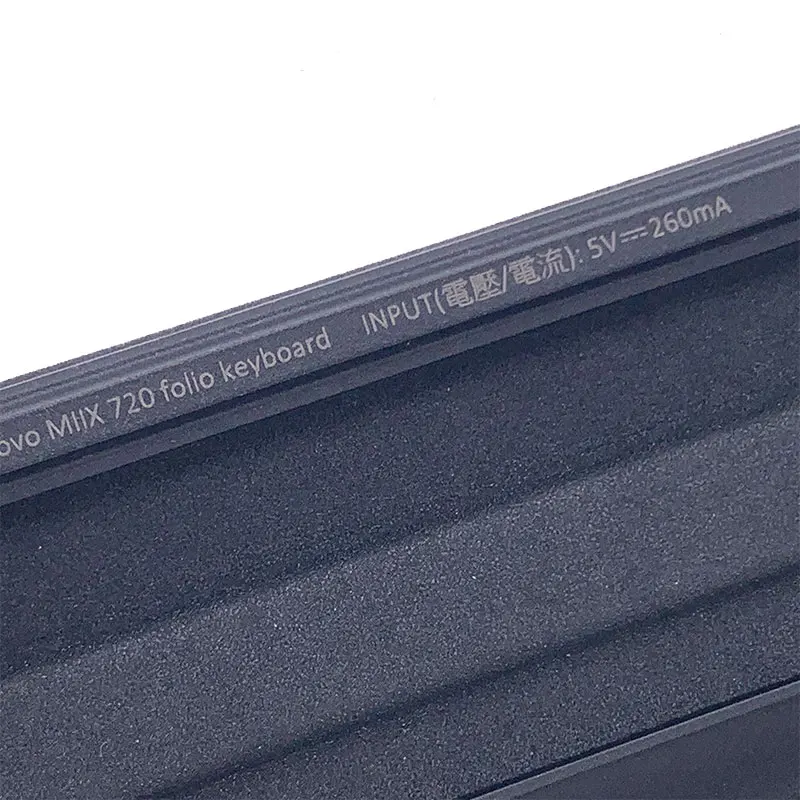 ovo MIIX 720 folio keyboard INPUT(電壓/電流): 5V⎓260mA